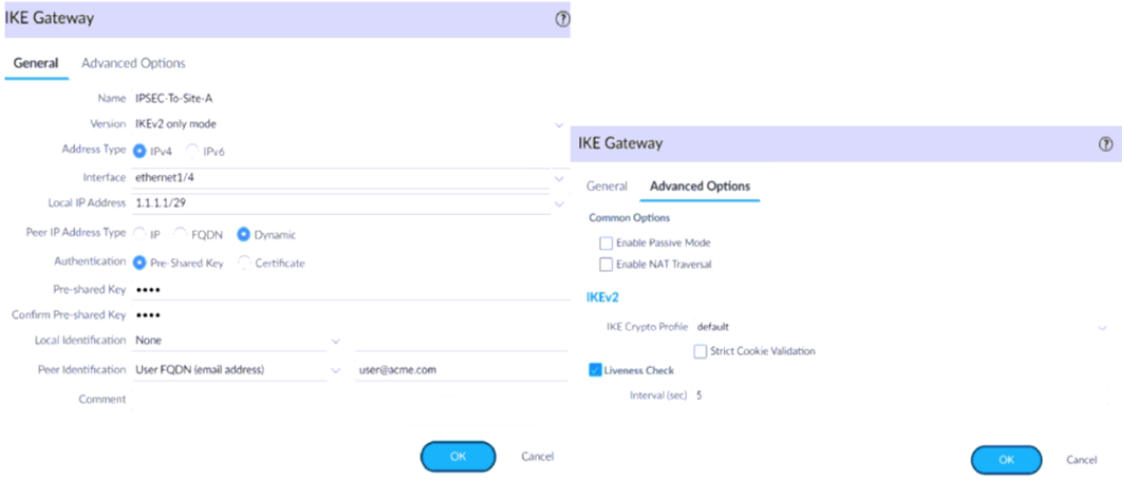 IKE Gateway
General Advanced Options
Name IPSEC-To-Site-A
Version IKEv2 only mode
Address Type IPv4 IPv6
Interface ethernet1/4
Local IP Address 1.1.1.1/29
Peer IP Address Type IP FQDN Dynamic
Authentication Pre-Shared Key Certificate
Pre-shared Key ••••
Confirm Pre-shared Key ••••
Local Identification None
Peer Identification User FQDN (email address) user@acme.com
Comment
OK Cancel
IKE Gateway
General Advanced Options
Common Options
Enable Passive Mode
Enable NAT Traversal
IKEv2
IKE Crypto Profile default
Strict Cookie Validation
Liveness Check
Interval (sec) 5
OK Cancel